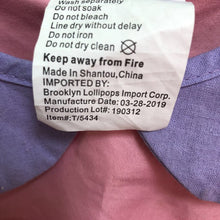 Wash separately
Do not soak
Do not bleach
Line dry without delay
Do not iron
Do not dry clean
Keep away from Fire
Made In Shantou,China
IMPORTED BY:
Brooklyn Lollipops Import Corp.
Manufacture Date: 03-28-2019
Production Lot#: 190312
Item#:T/5434